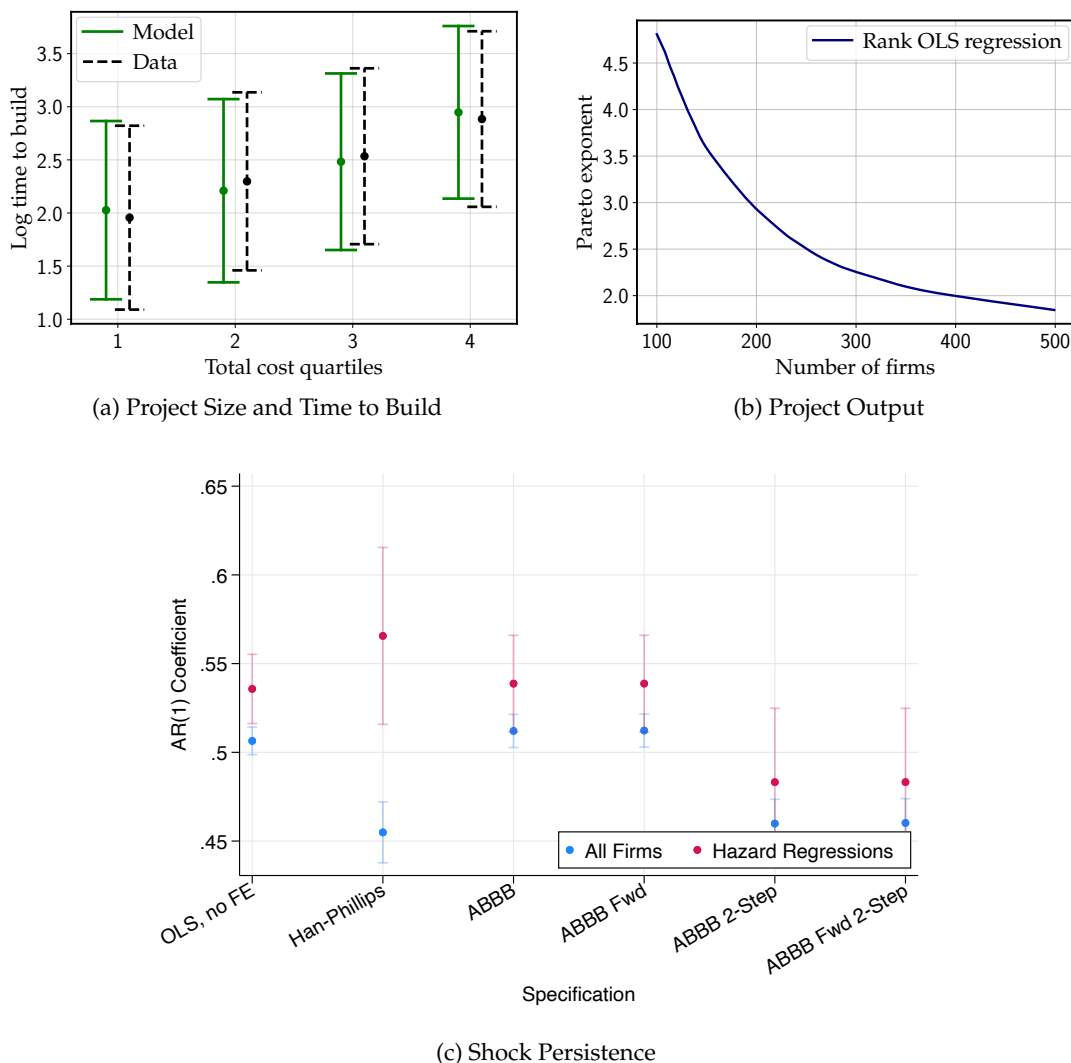 Model
Data
3.5
3.0
2.5
2.0
1.5
1.0
Log time to build
1 2 3 4
Total cost quartiles
(a) Project Size and Time to Build
Rank OLS regression
4.5
4.0
3.5
3.0
2.5
2.0
Pareto exponent
100 200 300 400 500
Number of firms
(b) Project Output
.65
.6
.55
.5
.45
AR(1) Coefficient
All Firms Hazard Regressions
OLS, no FE
Han-Phillips
ABBB
ABBB Fwd
ABBB 2-Step
ABBB Fwd 2-Step
Specification
(c) Shock Persistence